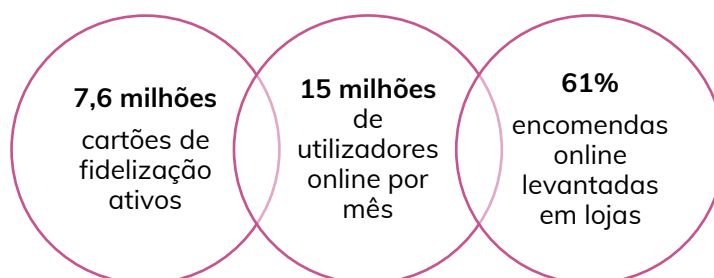 7,6 milhões
cartões de
fidelização
ativos
15 milhões
de
utilizadores
online por
mês
61%
encomendas
online
levantadas
em lojas